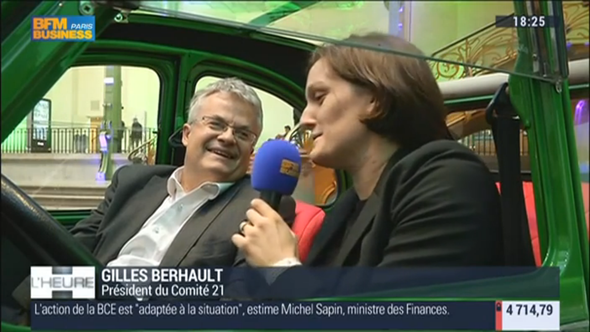 BFM
PARIS
BUSINESS
18:25
L'HEURE
GILLES BERHAULT
Président du Comité 21
L'action de la BCE est "adaptée à la situation", estime Michel Sapin, ministre des Finances.
4 714,79